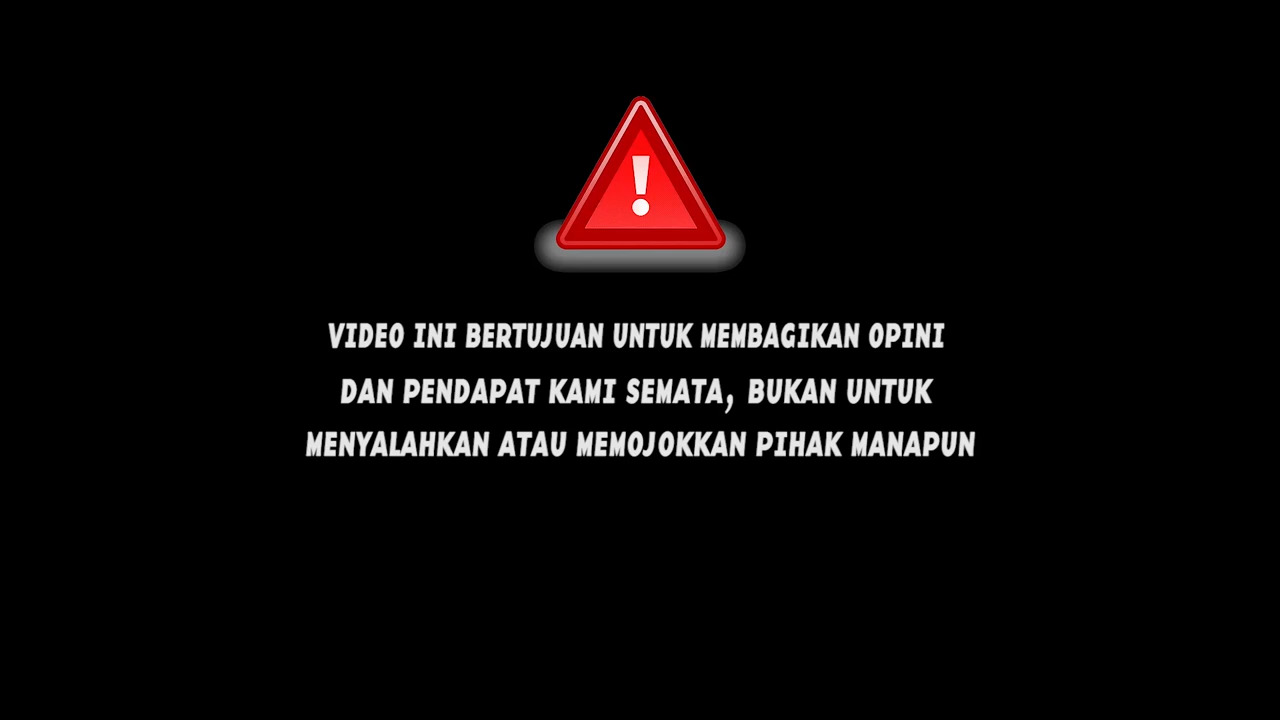 VIDEO INI BERTUJUAN UNTUK MEMBAGIKAN OPINI
DAN PENDAPAT KAMI SEMATA, BUKAN UNTUK
MENYALAHKAN ATAU MEMOJOKKAN PIHAK MANAPUN